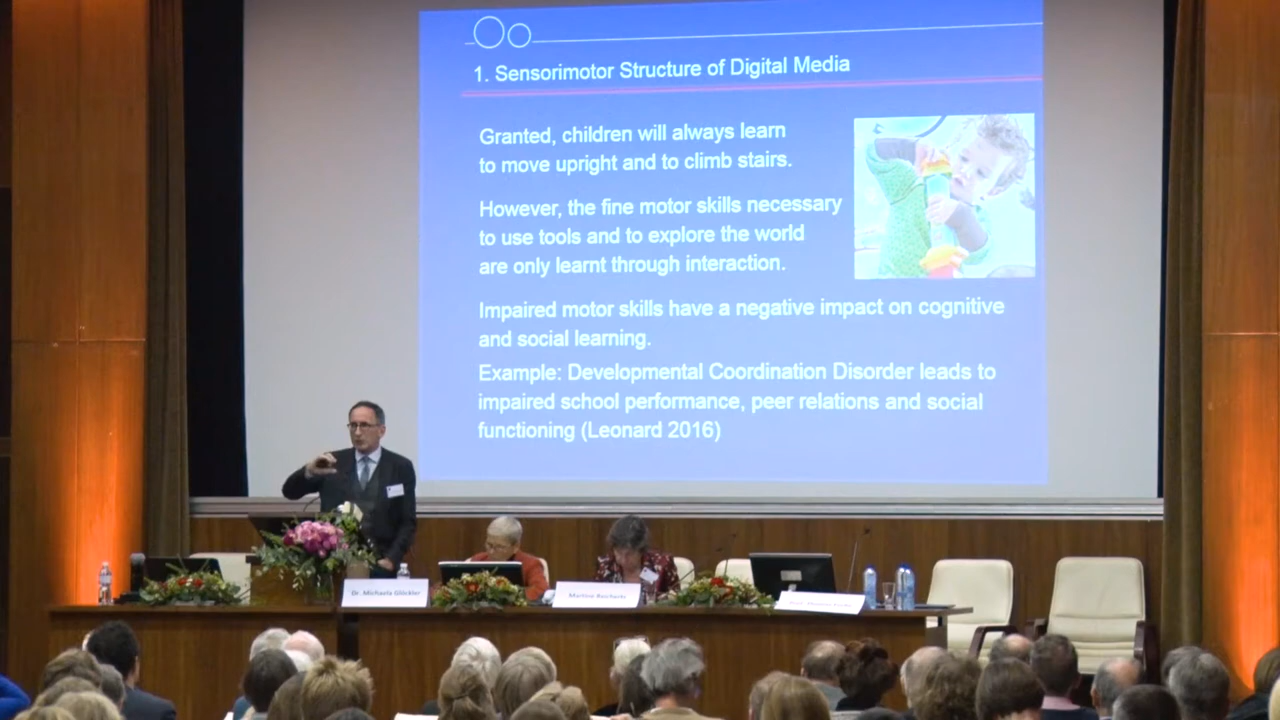 1. Sensorimotor Structure of Digital Media
Granted, children will always learn
to move upright and to climb stairs.
However, the fine motor skills necessary
to use tools and to explore the world
are only learnt through interaction.
Impaired motor skills have a negative impact on cognitive
and social learning.
Example: Developmental Coordination Disorder leads to
impaired school performance, peer relations and social
functioning (Leonard 2016)
Dr. Michaela Glöckler
Martine Reicherts